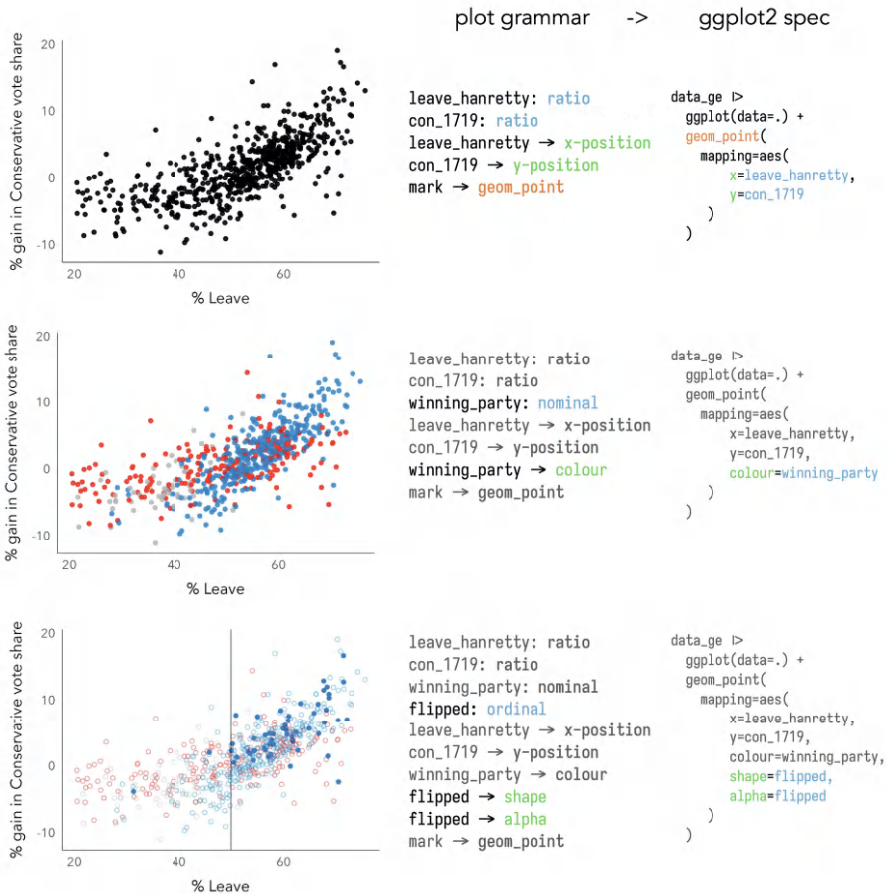 plot grammar -> ggplot2 spec
% gain in Conservative vote share
20
10
0
-10
20 40 60
% Leave
leave_hanretty: ratio
con_1719: ratio
leave_hanretty → x-position
con_1719 → y-position
mark → geom_point
data_ge |>
ggplot(data=.) +
geom_point(
mapping=aes(
x=leave_hanretty,
y=con_1719
)
)
% gain in Conservative vote share
20
10
0
-10
20 40 60
% Leave
leave_hanretty: ratio
con_1719: ratio
winning_party: nominal
leave_hanretty → x-position
con_1719 → y-position
winning_party → colour
mark → geom_point
data_ge |>
ggplot(data=.) +
geom_point(
mapping=aes(
x=leave_hanretty,
y=con_1719,
colour=winning_party
)
)
% gain in Conservative vote share
20
10
0
-10
20 40 60
% Leave
leave_hanretty: ratio
con_1719: ratio
winning_party: nominal
flipped: ordinal
leave_hanretty → x-position
con_1719 → y-position
winning_party → colour
flipped → shape
flipped → alpha
mark → geom_point
data_ge |>
ggplot(data=.) +
geom_point(
mapping=aes(
x=leave_hanretty,
y=con_1719,
colour=winning_party,
shape=flipped,
alpha=flipped
)
)